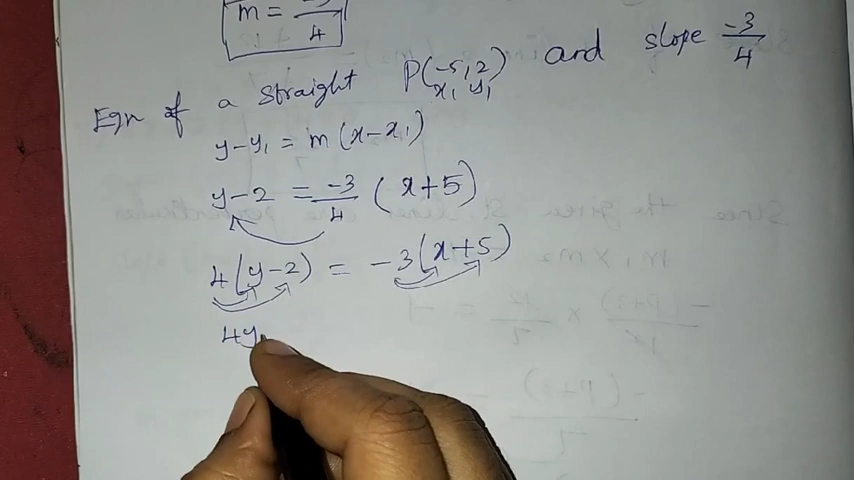 m = -3/4
Eqn of a straight P(-5, 2) and slope -3/4
x₁ y₁
y-y₁ = m(x-x₁)
y-2 = -3/4 (x+5)
4(y-2) = -3(x+5)
4y